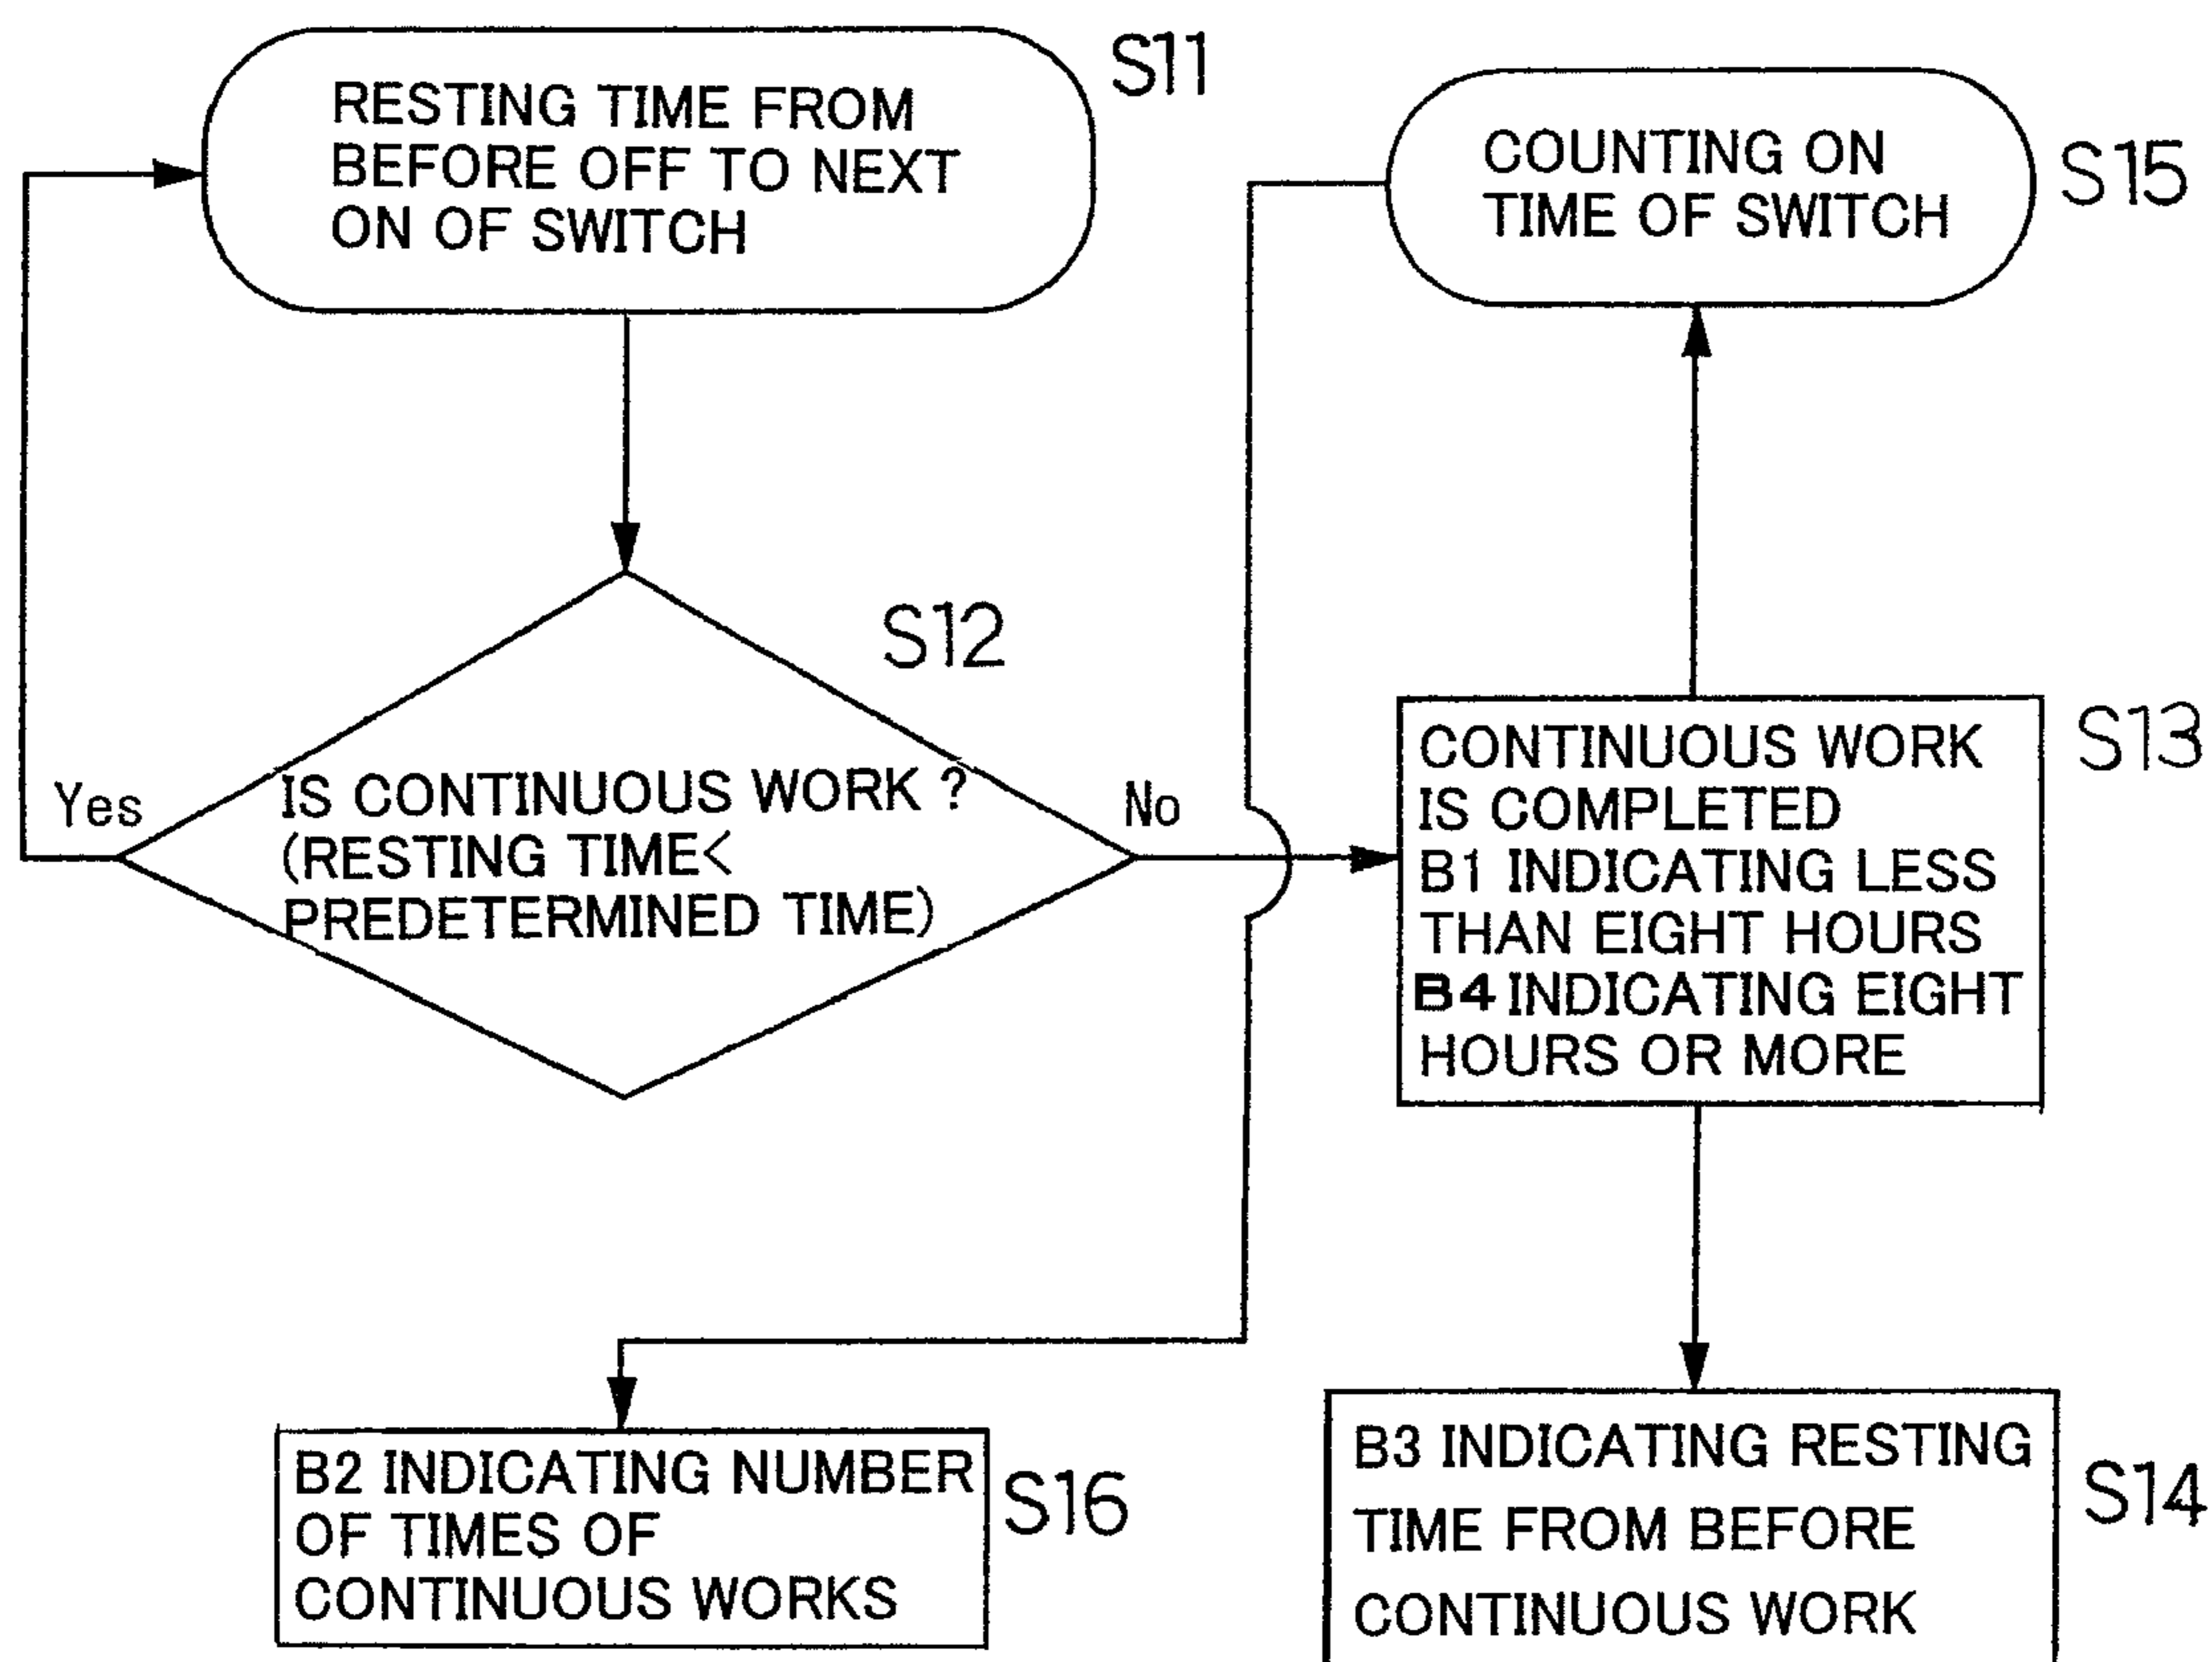 S11
RESTING TIME FROM
BEFORE OFF TO NEXT
ON OF SWITCH
COUNTING ON
TIME OF SWITCH
S15
S12
IS CONTINUOUS WORK ?
(RESTING TIME<
PREDETERMINED TIME)
Yes
No
CONTINUOUS WORK
IS COMPLETED
B1 INDICATING LESS
THAN EIGHT HOURS
B4 INDICATING EIGHT
HOURS OR MORE
S13
B2 INDICATING NUMBER
OF TIMES OF
CONTINUOUS WORKS
S16
B3 INDICATING RESTING
TIME FROM BEFORE
CONTINUOUS WORK
S14